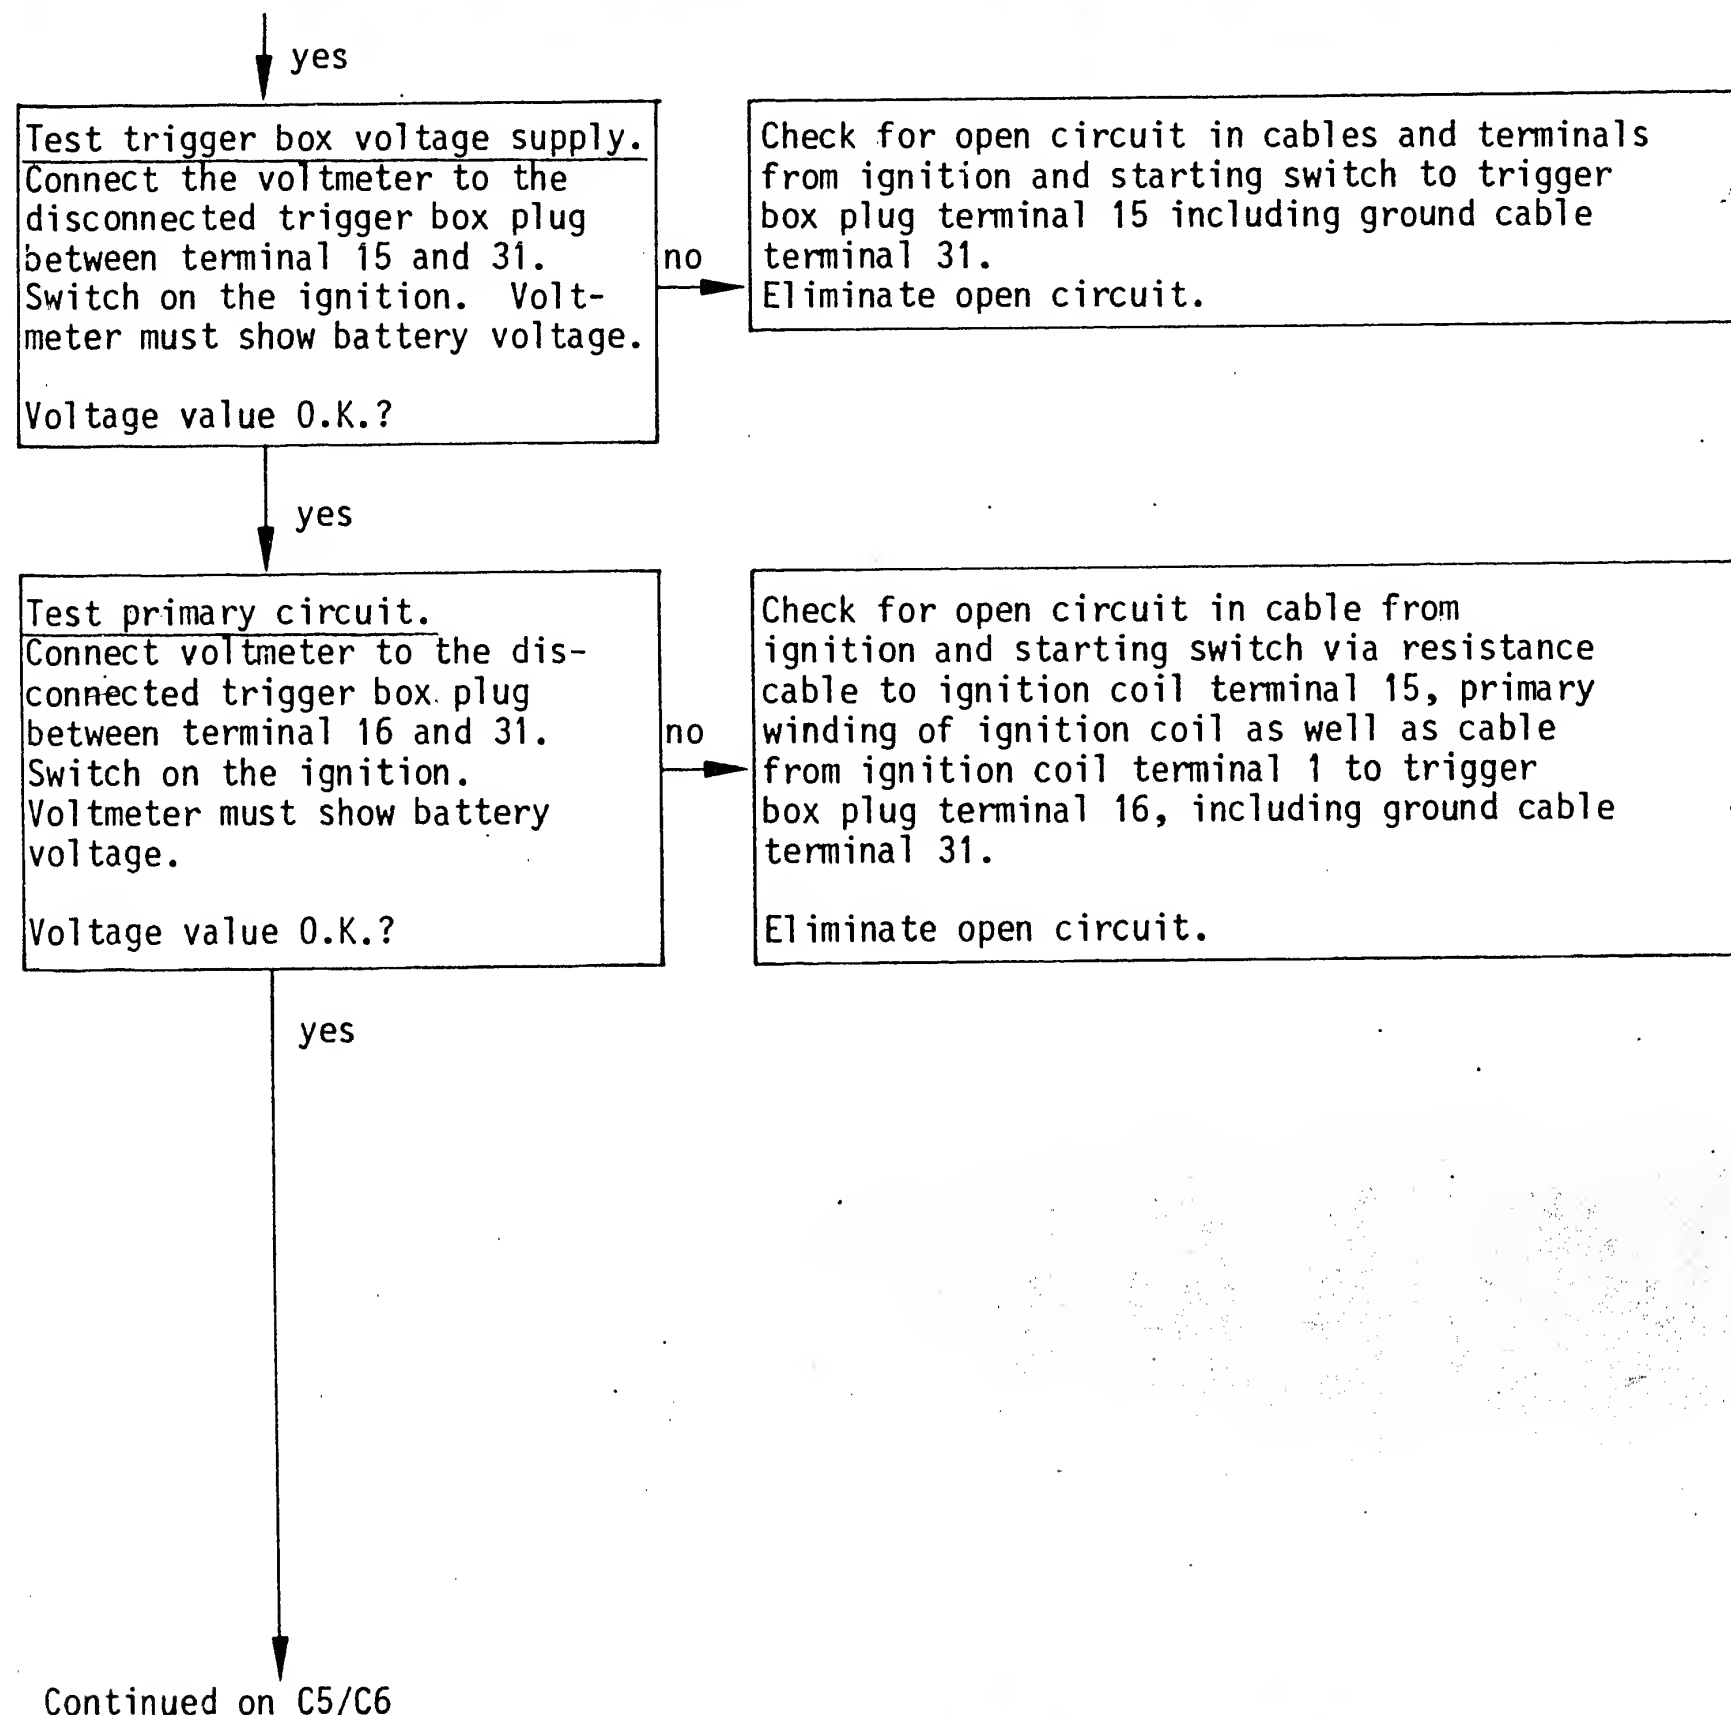 yes
Test trigger box voltage supply.
Connect the voltmeter to the
disconnected trigger box plug
between terminal 15 and 31.
Switch on the ignition. Volt-
meter must show battery voltage.
Voltage value O.K.?
no
Check for open circuit in cables and terminals
from ignition and starting switch to trigger
box plug terminal 15 including ground cable
terminal 31.
Eliminate open circuit.
yes
Test primary circuit.
Connect voltmeter to the dis-
connected trigger box plug
between terminal 16 and 31.
Switch on the ignition.
Voltmeter must show battery
voltage.
Voltage value O.K.?
no
Check for open circuit in cable from
ignition and starting switch via resistance
cable to ignition coil terminal 15, primary
winding of ignition coil as well as cable
from ignition coil terminal 1 to trigger
box plug terminal 16, including ground cable
terminal 31.
Eliminate open circuit.
yes
Continued on C5/C6